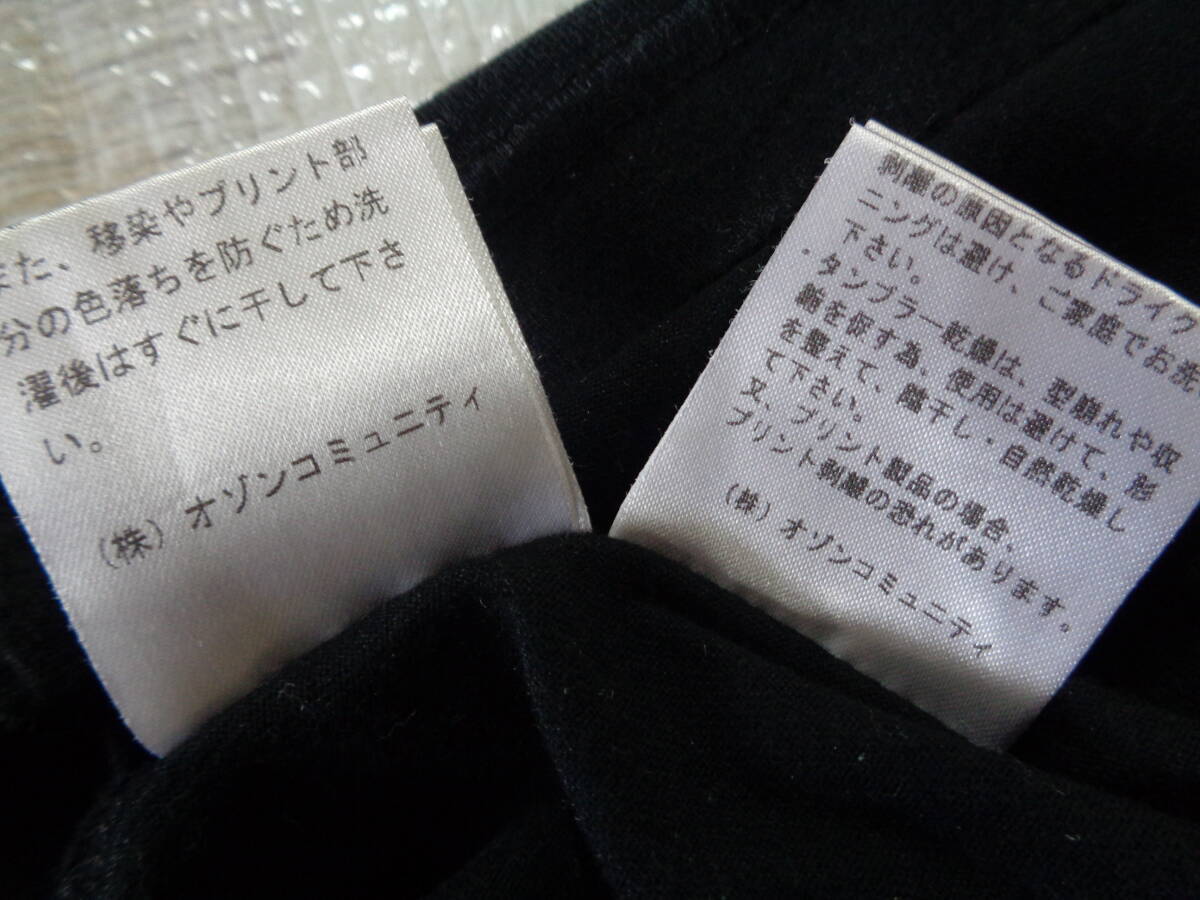 また、移染やプリント部
分の色落ちを防ぐため洗
濯後はすぐに干して下さ
い。
(株) オゾンコミュニティ
剥離の原因となるドライク
ニングは避け、ご家庭でお洗
下さい。
・タンブラー乾燥は、型崩れや収
縮を促す為、使用は避けて、形
を整えて、陰干し・自然乾燥し
て下さい。
又、プリント製品の場合、
プリント剥離の恐れがあります。
(株) オゾンコミュニティ